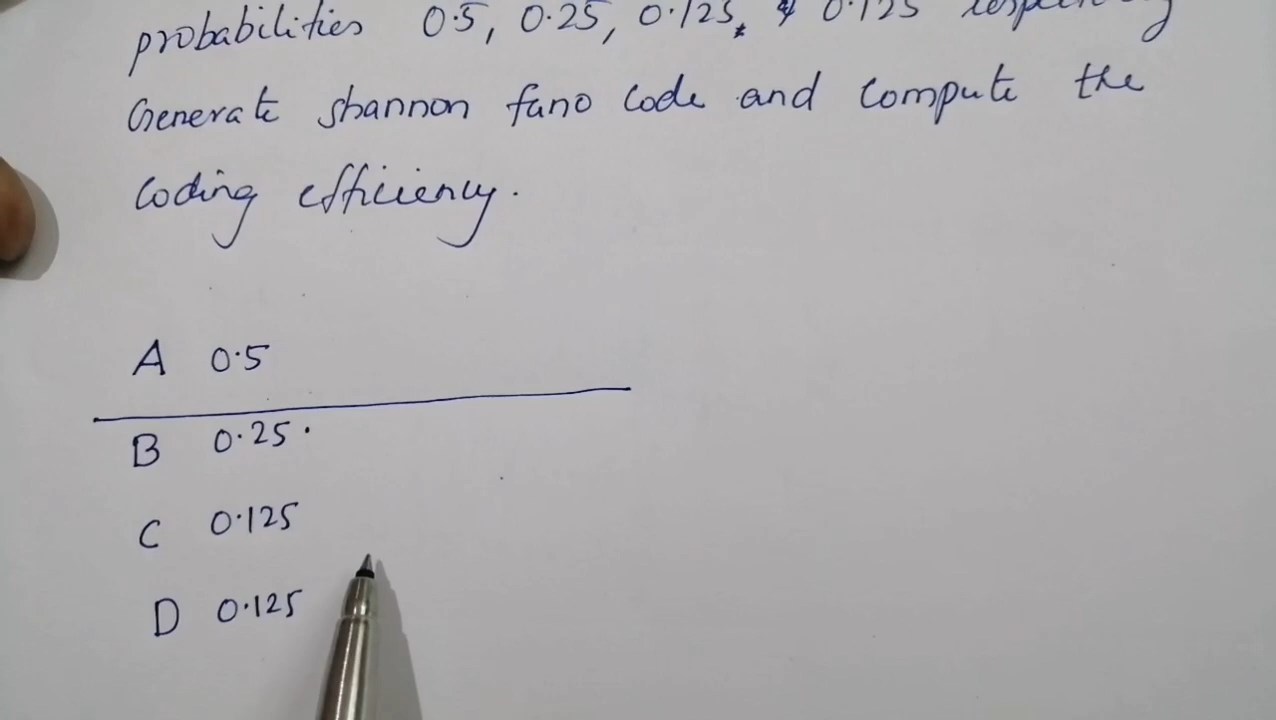 probabilities 0.5, 0.25, 0.125, & 0.125
Generate shannon fano code and compute the
coding efficiency.
A 0.5
B 0.25
C 0.125
D 0.125